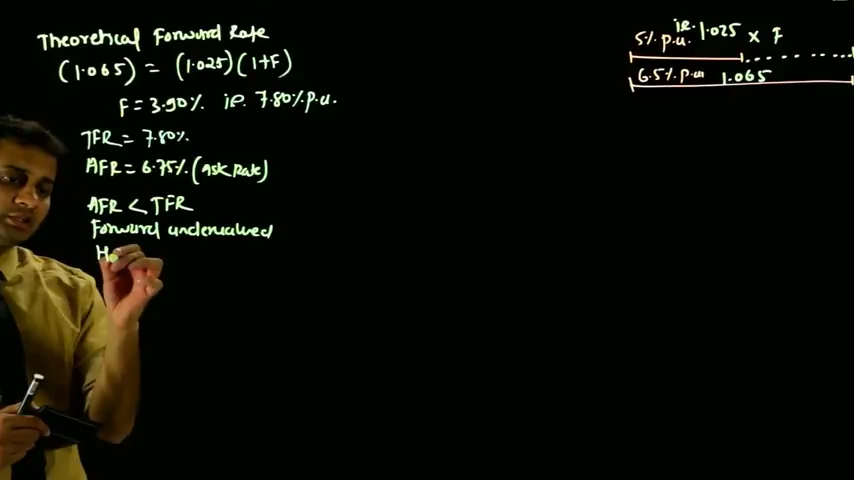 Theoretical Forward Rate
(1.065) = (1.025)(1+F)
F = 3.90% ie. 7.80% p.u.
TFR = 7.80%
AFR = 6.75% (ask Rate)
AFR < TFR
Forward undervalued
Ho
ie. 1.025 x F
5% p.u.
6.5% p.u 1.065